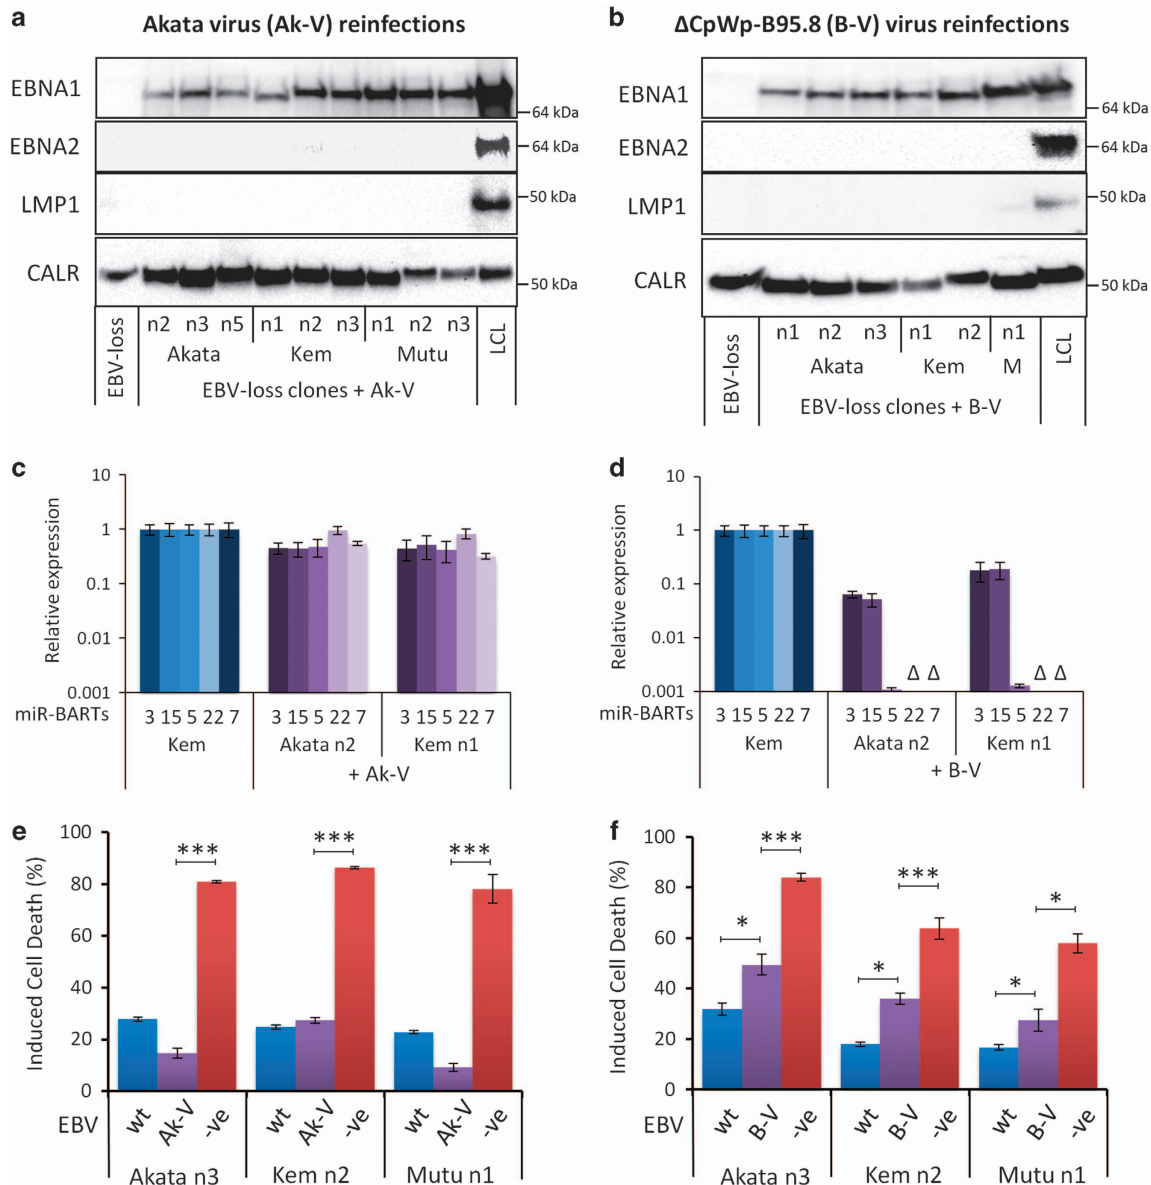 a
Akata virus (Ak-V) reinfections
EBNA1
64 kDa
EBNA2
64 kDa
LMP1
50 kDa
CALR
50 kDa
EBV-loss
n2 n3 n5 n1 n2 n3 n1 n2 n3
LCL
Akata Kem Mutu
EBV-loss clones + Ak-V
b
ΔCpWp-B95.8 (B-V) virus reinfections
EBNA1
64 kDa
EBNA2
64 kDa
LMP1
50 kDa
CALR
50 kDa
EBV-loss
n1 n2 n3 n1 n2 n1
LCL
Akata Kem M
EBV-loss clones + B-V
c
Relative expression
10
1
0.1
0.01
0.001
miR-BARTs
3 15 5 22 7 3 15 5 22 7 3 15 5 22 7
Kem Akata n2 Kem n1
+ Ak-V
d
Relative expression
10
1
0.1
0.01
0.001
Δ Δ Δ Δ
miR-BARTs
3 15 5 22 7 3 15 5 22 7 3 15 5 22 7
Kem Akata n2 Kem n1
+ B-V
e
Induced Cell Death (%)
100
80
60
40
20
0
*** *** ***
EBV
wt Ak-V -ve wt Ak-V -ve wt Ak-V -ve
Akata n3 Kem n2 Mutu n1
f
Induced Cell Death (%)
100
80
60
40
20
0
* *** * *** * *
EBV
wt B-V -ve wt B-V -ve wt B-V -ve
Akata n3 Kem n2 Mutu n1